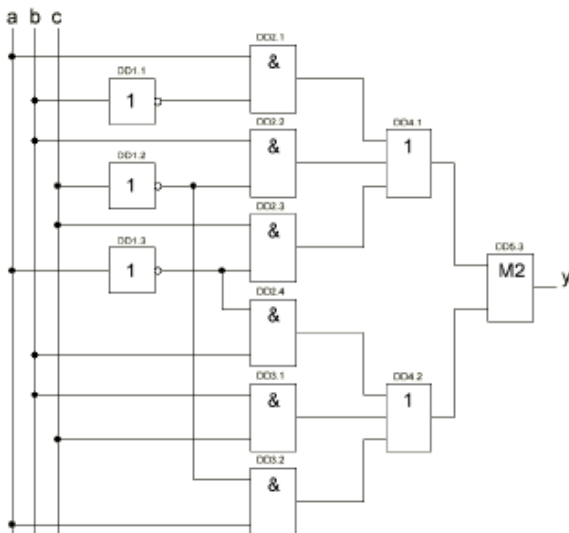 a b c
DD2.1
&
DD1.1
1
DD2.2
&
DD4.1
1
DD1.2
1
DD2.3
&
DD1.3
1
DD5.3
M2
y
DD2.4
&
DD3.1
&
DD4.2
1
DD3.2
&